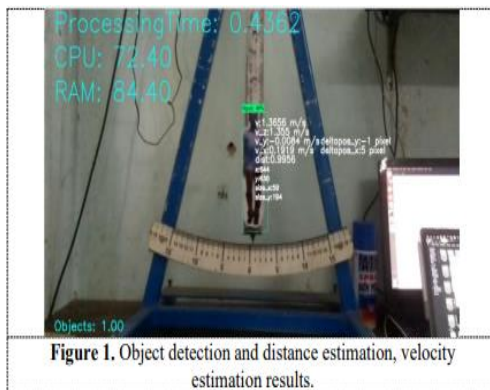 ProcessingTime: 0.4362
CPU: 72.40
RAM: 84.40
v:1.3656 m/s
v_z:1.355 m/s
v_y:-0.0084 m/s deltapos_y:-1 pixel
v_x:0.1919 m/s deltapos_x:5 pixel
dist:0.9956
Objects: 1.00
Figure 1. Object detection and distance estimation, velocity
estimation results.